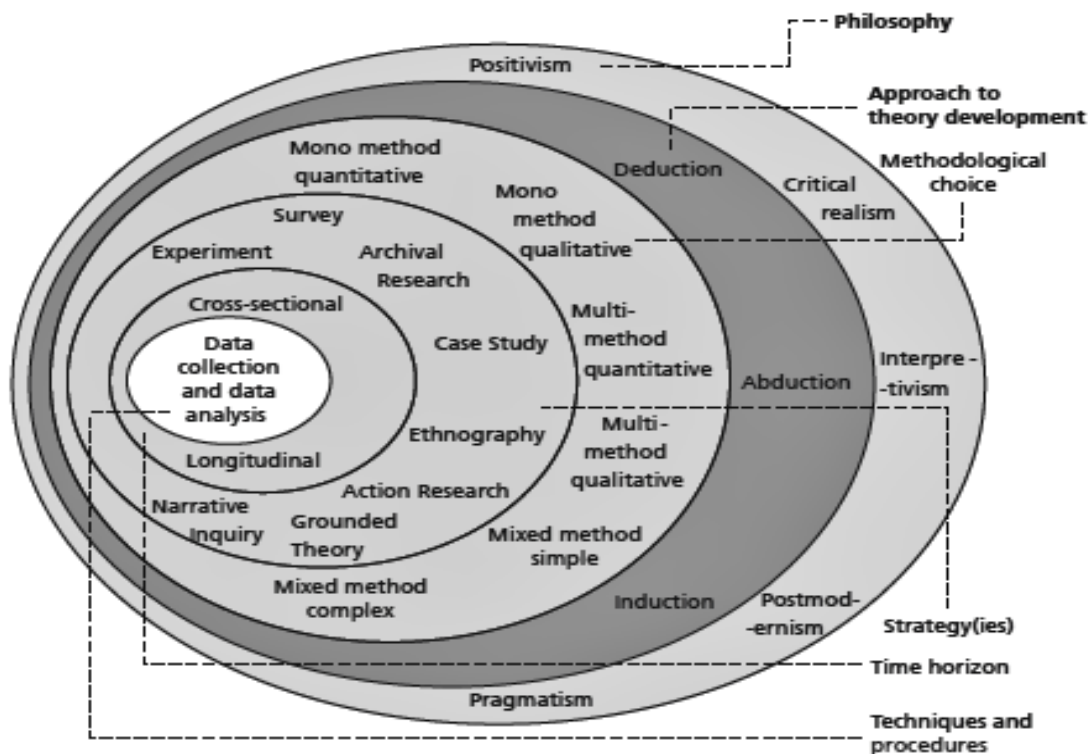 Philosophy
Positivism
Approach to
theory development
Mono method
quantitative
Deduction
Methodological
choice
Mono
method
qualitative
Critical
realism
Survey
Experiment
Archival
Research
Cross-sectional
Multi-
method
quantitative
Data
collection
and data
analysis
Case Study
Abduction
Interpre-
-tivism
Ethnography
Multi-
method
qualitative
Longitudinal
Action Research
Narrative
Inquiry
Grounded
Theory
Mixed method
simple
Mixed method
complex
Induction
Postmod-
-ernism
Strategy(ies)
Time horizon
Pragmatism
Techniques and
procedures